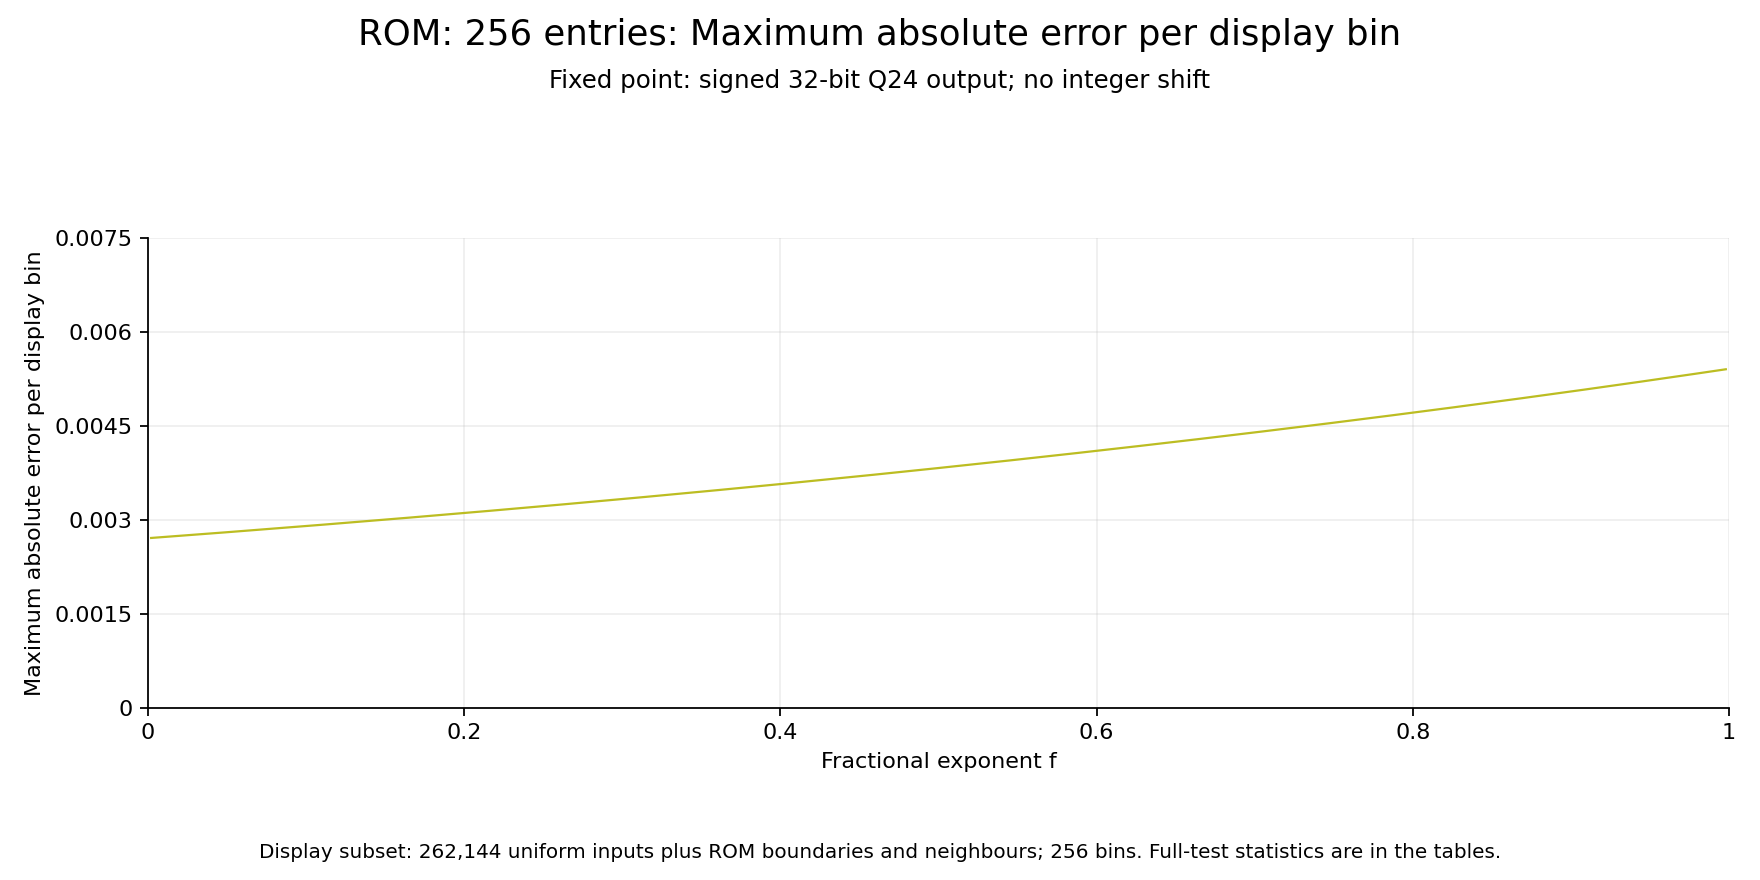 ROM: 256 entries: Maximum absolute error per display bin
Fixed point: signed 32-bit Q24 output; no integer shift
Maximum absolute error per display bin
0.0075
0.006
0.0045
0.003
0.0015
0
0 0.2 0.4 0.6 0.8 1
Fractional exponent f
Display subset: 262,144 uniform inputs plus ROM boundaries and neighbours; 256 bins. Full-test statistics are in the tables.